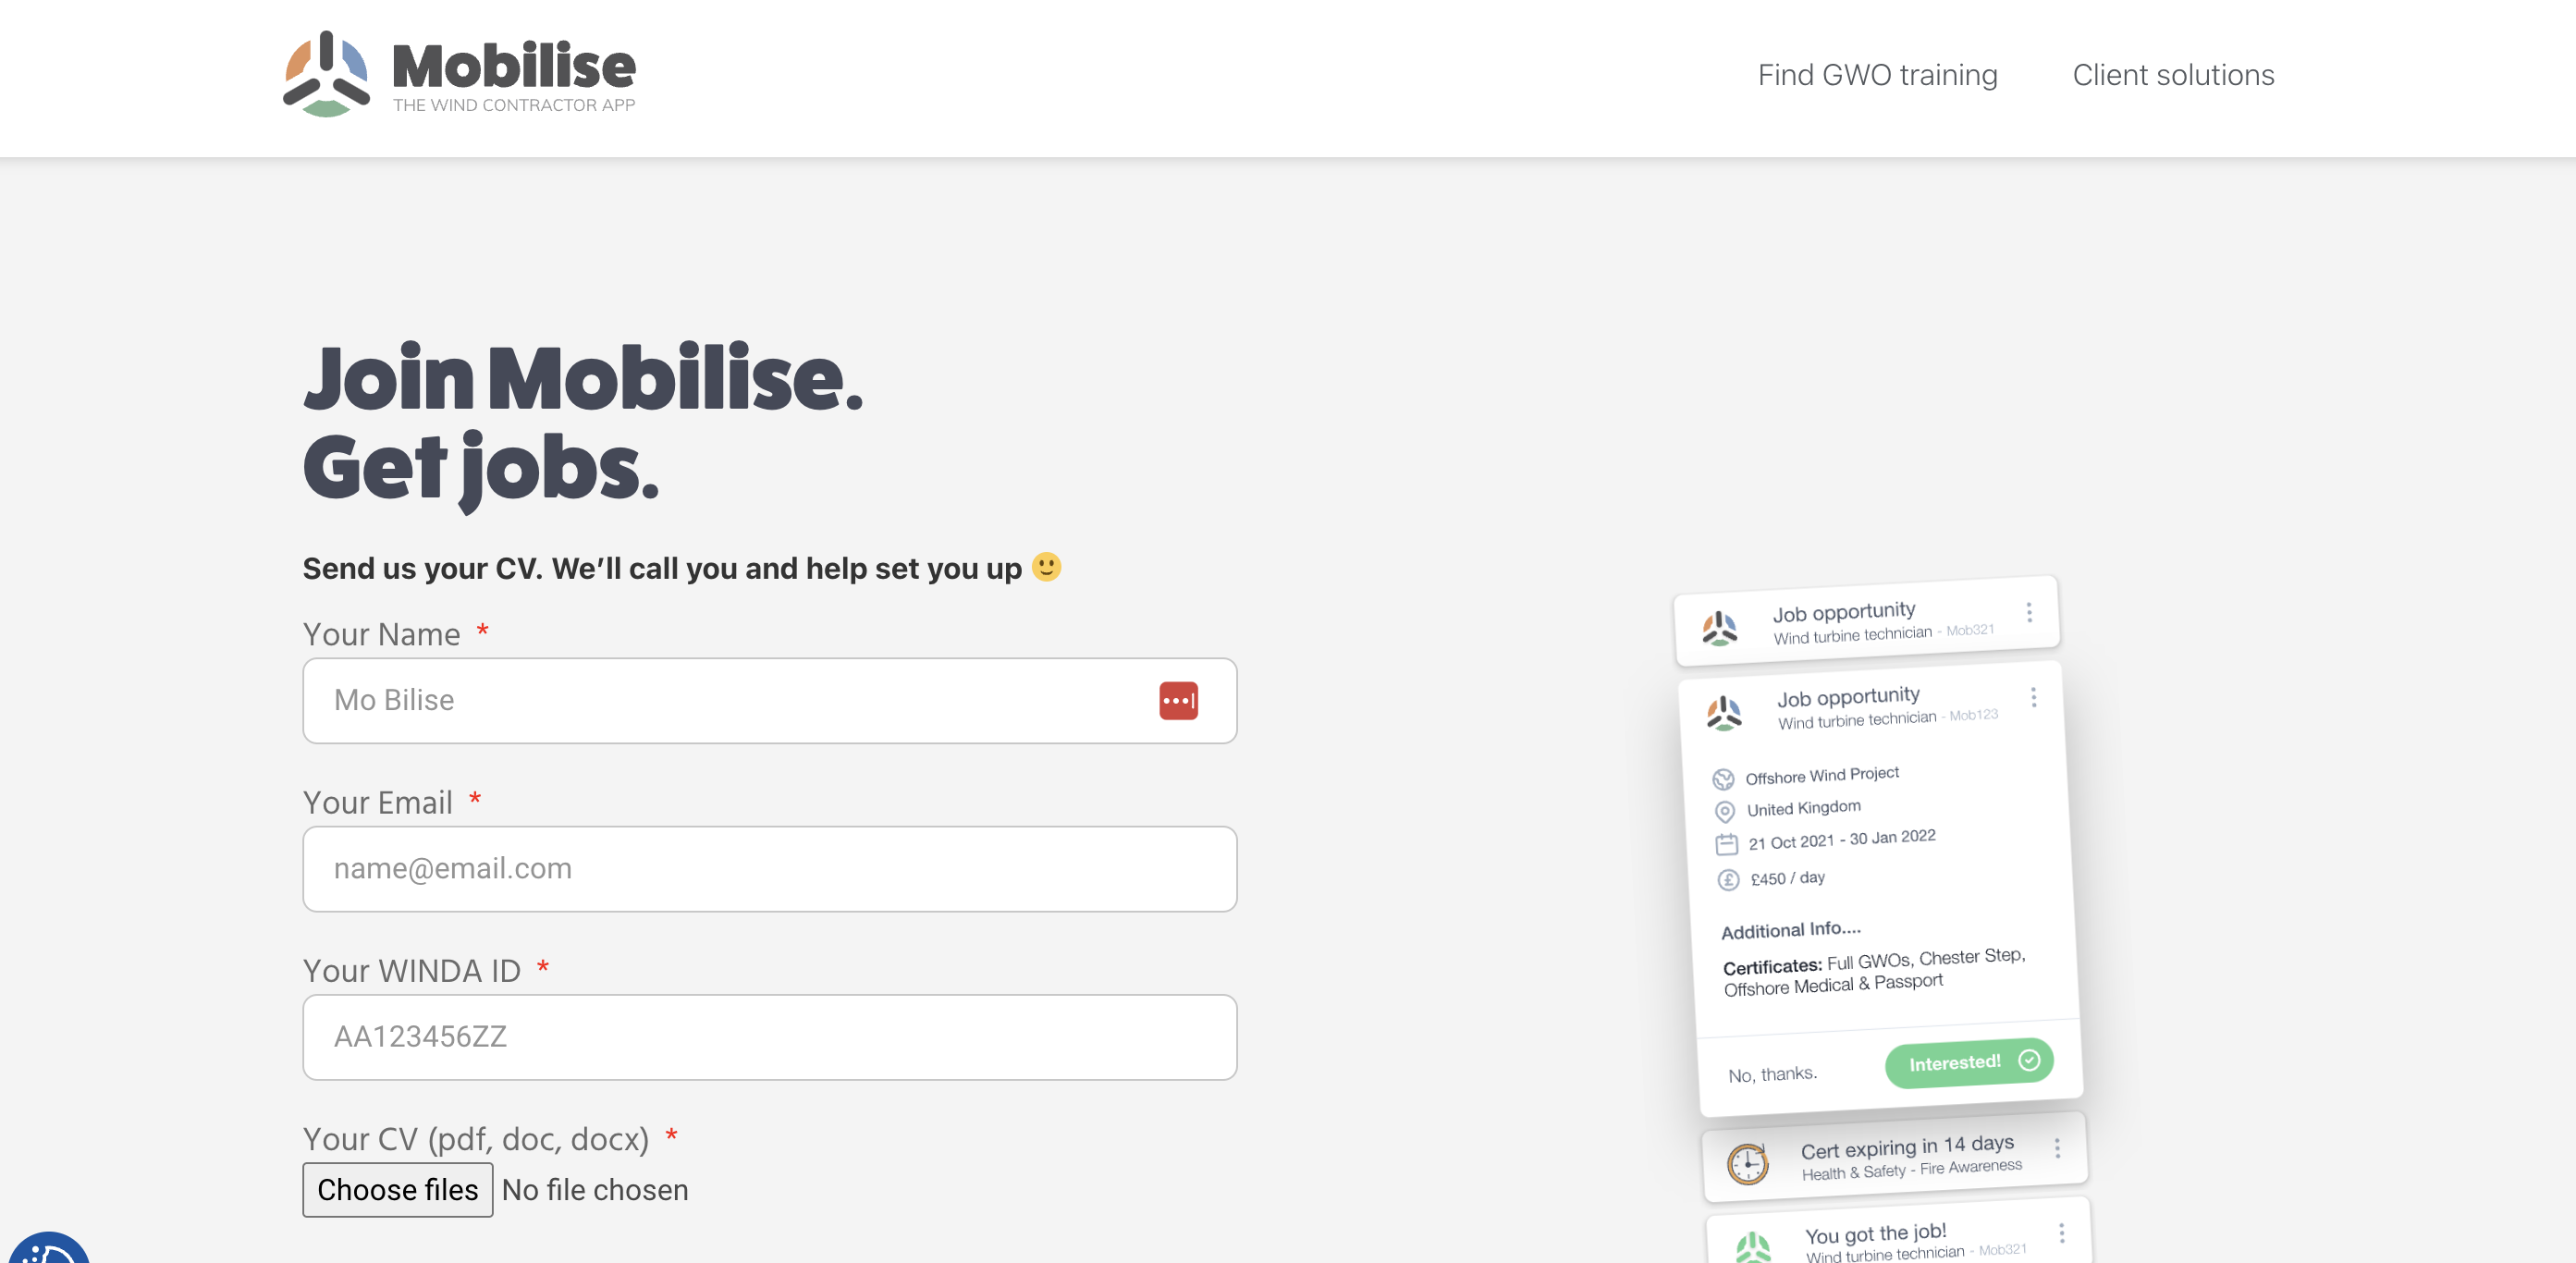 Mobilise
THE WIND CONTRACTOR APP
Find GWO training
Client solutions
Join Mobilise.
Get jobs.
Send us your CV. We’ll call you and help set you up 🙂
Your Name *
Mo Bilise
Your Email *
name@email.com
Your WINDA ID *
AA123456ZZ
Your CV (pdf, doc, docx) *
Choose files No file chosen
Job opportunity
Wind turbine technician - Mob321
Job opportunity
Wind turbine technician - Mob123
Offshore Wind Project
United Kingdom
21 Oct 2021 - 30 Jan 2022
£450 / day
Additional Info....
Certificates: Full GWOs, Chester Step,
Offshore Medical & Passport
No, thanks.
Interested!
Cert expiring in 14 days
Health & Safety - Fire Awareness
You got the job!
Wind turbine technician - Mob321